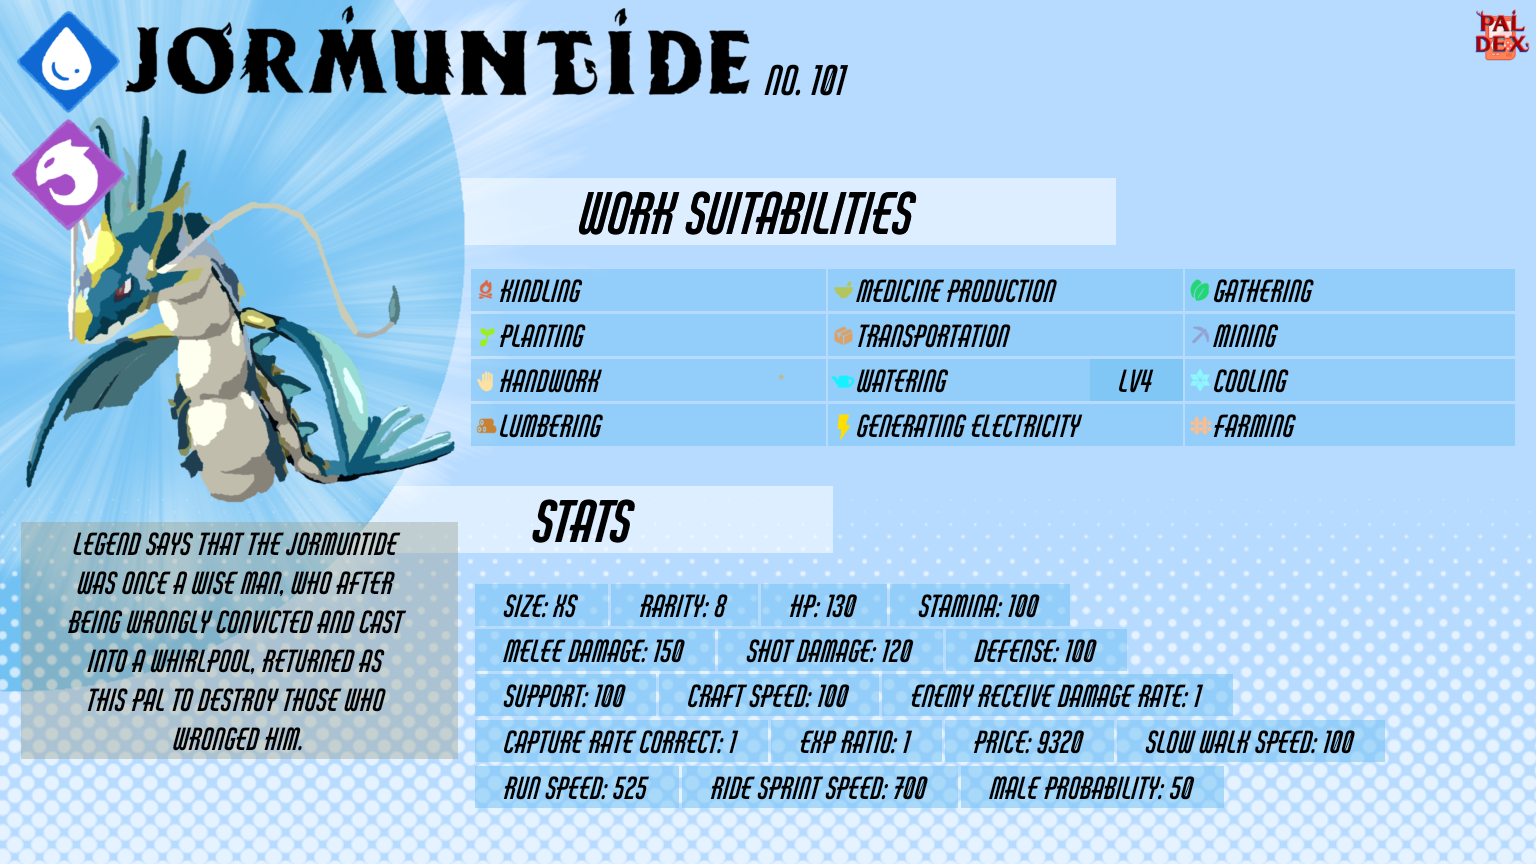 JORMUNTIDE NO. 101
PAL
DEX
WORK SUITABILITIES
KINDLING MEDICINE PRODUCTION GATHERING
PLANTING TRANSPORTATION MINING
HANDWORK WATERING LV4 COOLING
LUMBERING GENERATING ELECTRICITY FARMING
STATS
LEGEND SAYS THAT THE JORMUNTIDE
WAS ONCE A WISE MAN, WHO AFTER
BEING WRONGLY CONVICTED AND CAST
INTO A WHIRLPOOL, RETURNED AS
THIS PAL TO DESTROY THOSE WHO
WRONGED HIM.
SIZE: XS RARITY: 8 HP: 130 STAMINA: 100
MELEE DAMAGE: 150 SHOT DAMAGE: 120 DEFENSE: 100
SUPPORT: 100 CRAFT SPEED: 100 ENEMY RECEIVE DAMAGE RATE: 1
CAPTURE RATE CORRECT: 1 EXP RATIO: 1 PRICE: 9320 SLOW WALK SPEED: 100
RUN SPEED: 525 RIDE SPRINT SPEED: 700 MALE PROBABILITY: 50